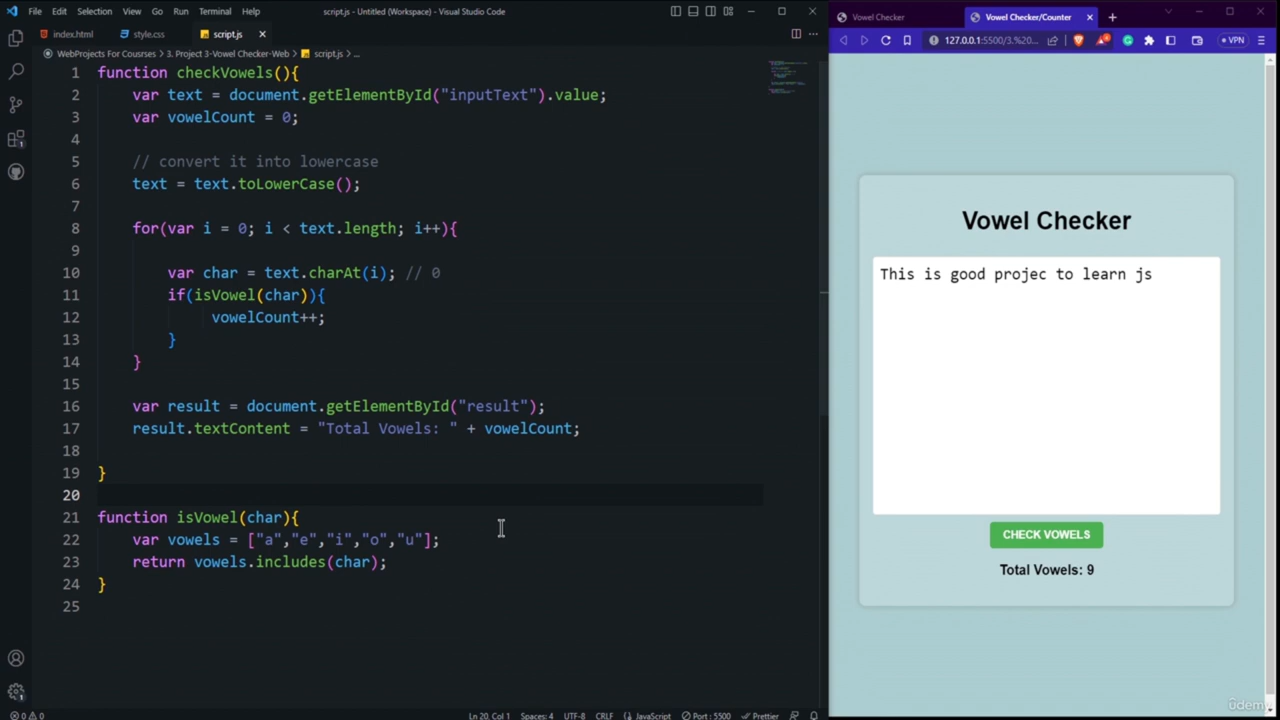 File Edit Selection View Go Run Terminal Help
script.js - Untitled (Workspace) - Visual Studio Code
index.html style.css script.js
WebProjects For Coursses > 3. Project 3-Vowel Checker-Web > script.js > ...
1 function checkVowels(){
2 var text = document.getElementById("inputText").value;
3 var vowelCount = 0;
4
5 // convert it into lowercase
6 text = text.toLowerCase();
7
8 for(var i = 0; i < text.length; i++){
9
10 var char = text.charAt(i); // 0
11 if(isVowel(char)){
12 vowelCount++;
13 }
14 }
15
16 var result = document.getElementById("result");
17 result.textContent = "Total Vowels: " + vowelCount;
18
19 }
20
21 function isVowel(char){
22 var vowels = ["a","e","i","o","u"];
23 return vowels.includes(char);
24 }
25
0 0
Ln 20, Col 1 Spaces: 4 UTF-8 CRLF JavaScript Port : 5500 Prettier
Vowel Checker
Vowel Checker/Counter
127.0.0.1:5500/3.%20...
VPN
Vowel Checker
This is good projec to learn js
CHECK VOWELS
Total Vowels: 9
udemy